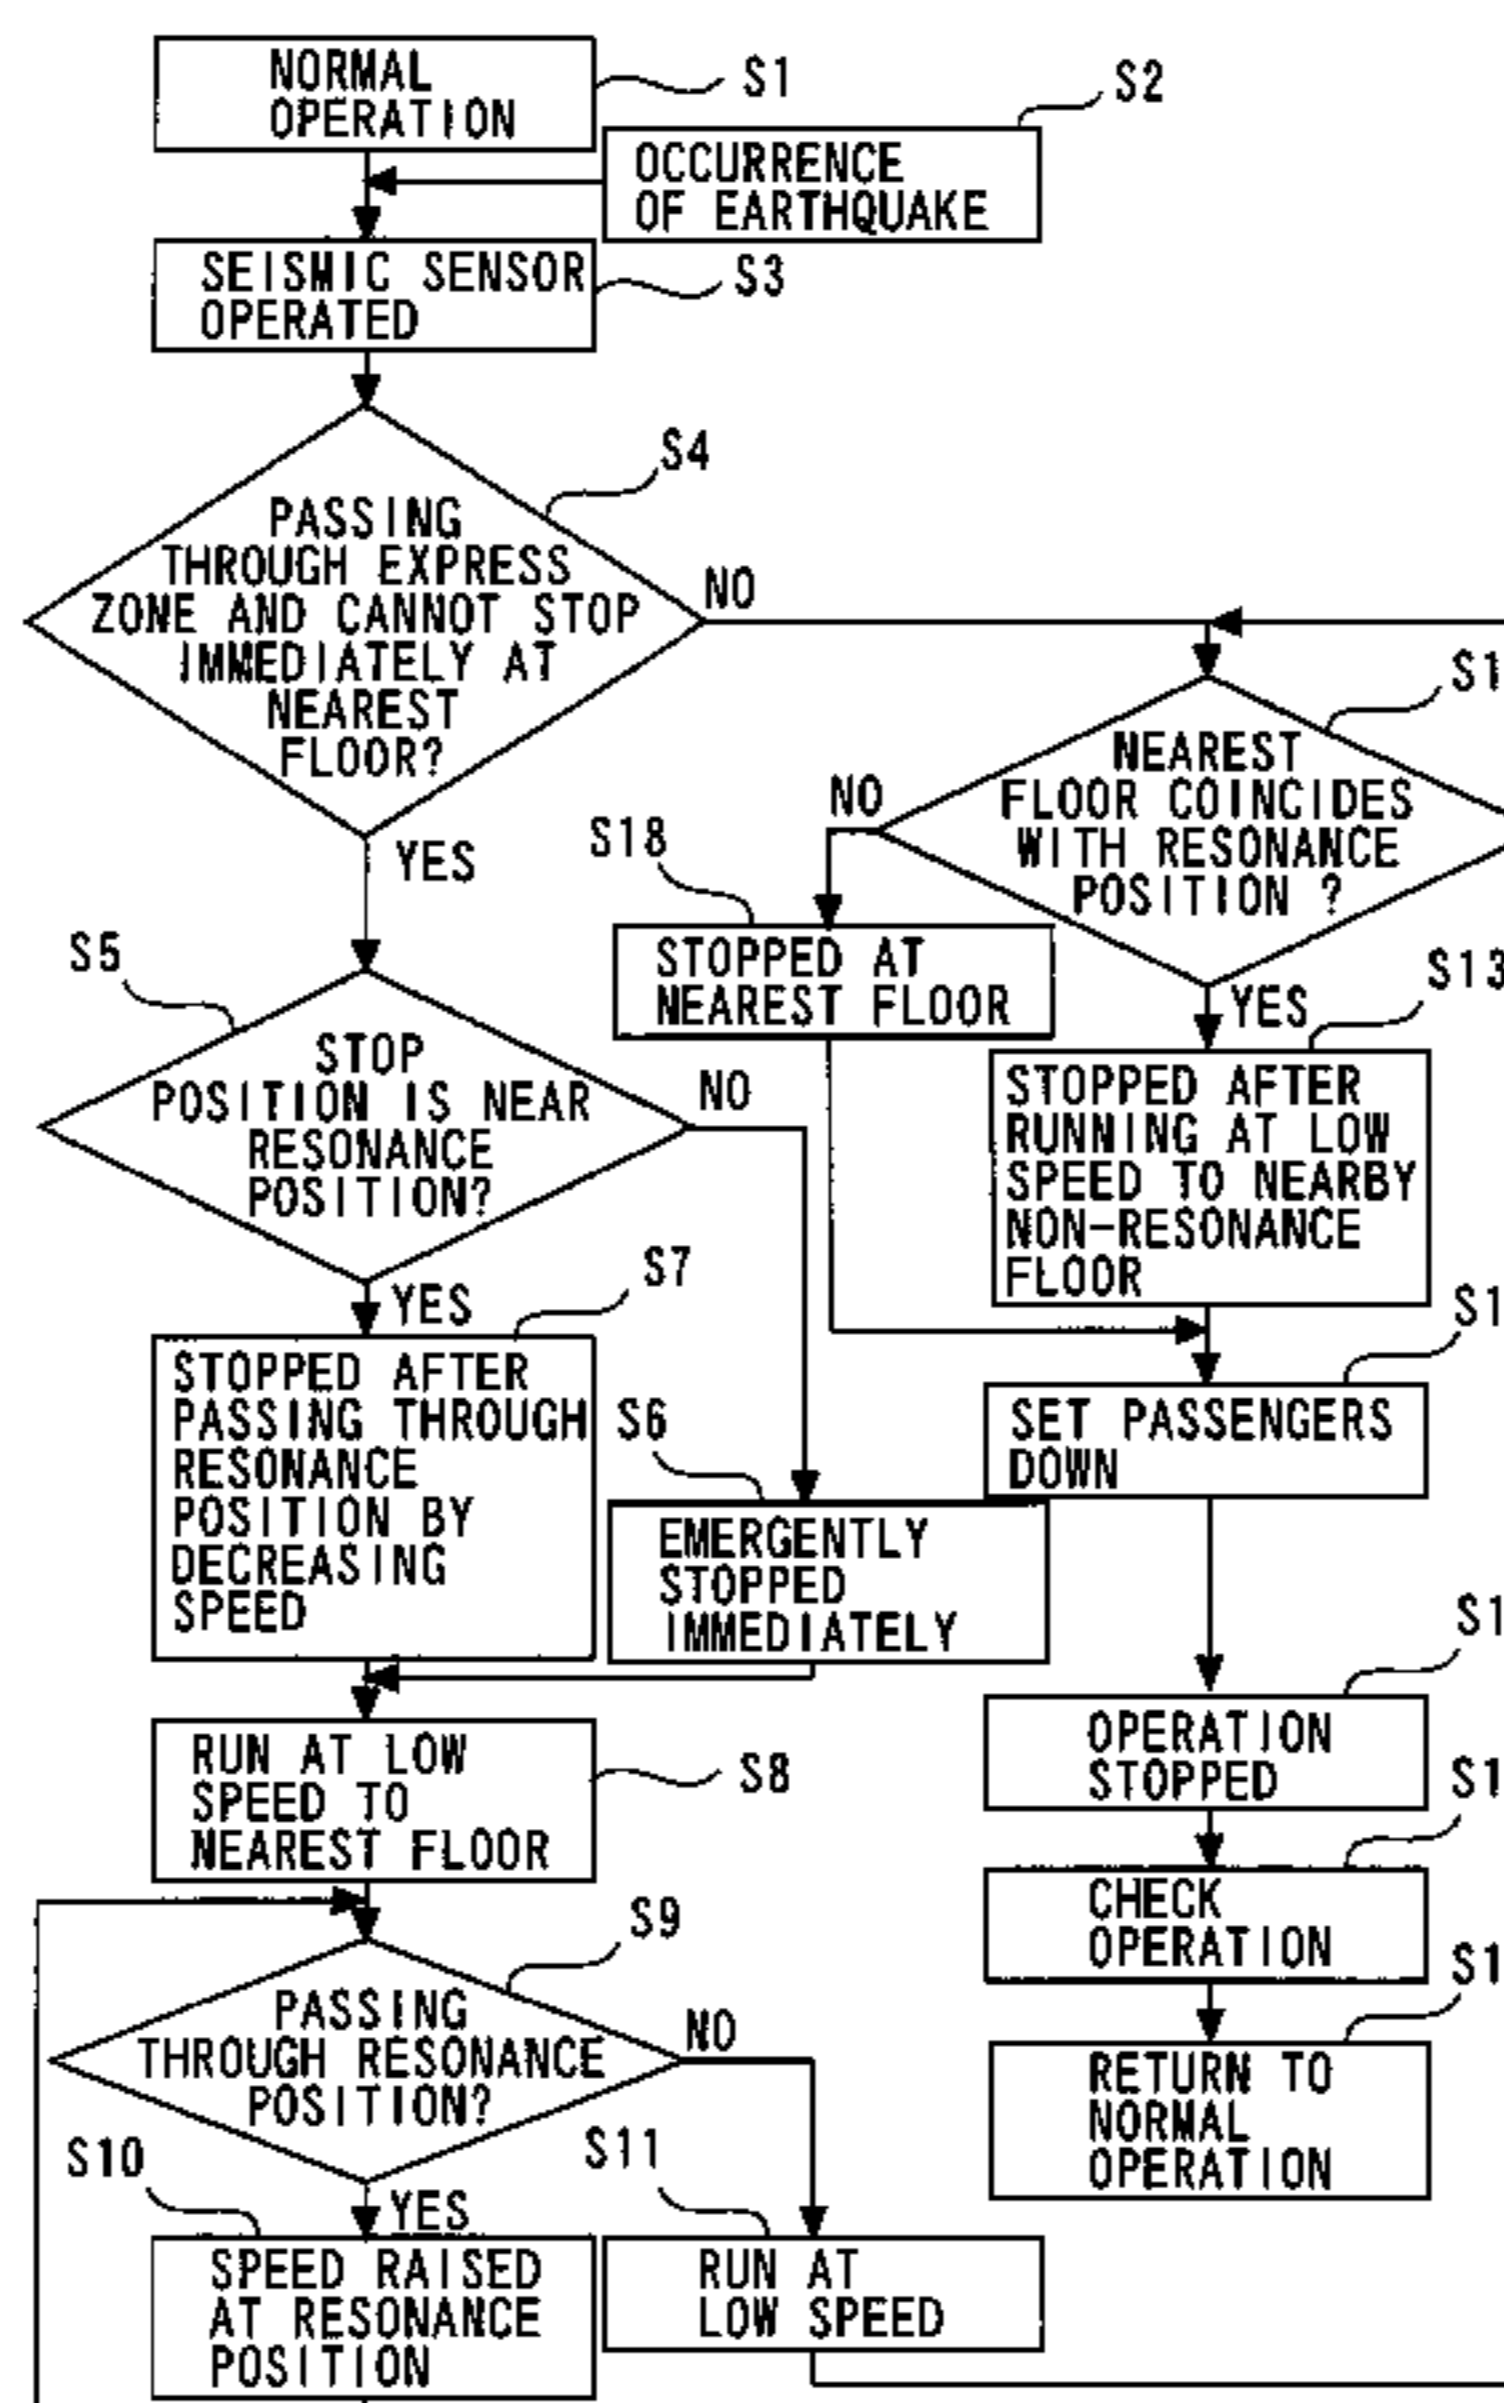 NORMAL
OPERATION
S1
S2
OCCURRENCE
OF EARTHQUAKE
SEISMIC SENSOR
OPERATED
S3
S4
PASSING
THROUGH EXPRESS
ZONE AND CANNOT STOP
IMMEDIATELY AT
NEAREST
FLOOR?
NO
YES
S1
NEAREST
FLOOR COINCIDES
WITH RESONANCE
POSITION ?
NO
YES
S18
STOPPED AT
NEAREST FLOOR
S13
STOPPED AFTER
RUNNING AT LOW
SPEED TO NEARBY
NON-RESONANCE
FLOOR
S5
STOP
POSITION IS NEAR
RESONANCE
POSITION?
NO
YES
S7
STOPPED AFTER
PASSING THROUGH
RESONANCE
POSITION BY
DECREASING
SPEED
S6
EMERGENTLY
STOPPED
IMMEDIATELY
S1
SET PASSENGERS
DOWN
S1
OPERATION
STOPPED
S1
CHECK
OPERATION
S1
RETURN TO
NORMAL
OPERATION
RUN AT LOW
SPEED TO
NEAREST FLOOR
S8
S9
PASSING
THROUGH RESONANCE
POSITION?
NO
YES
S10
SPEED RAISED
AT RESONANCE
POSITION
S11
RUN AT
LOW SPEED